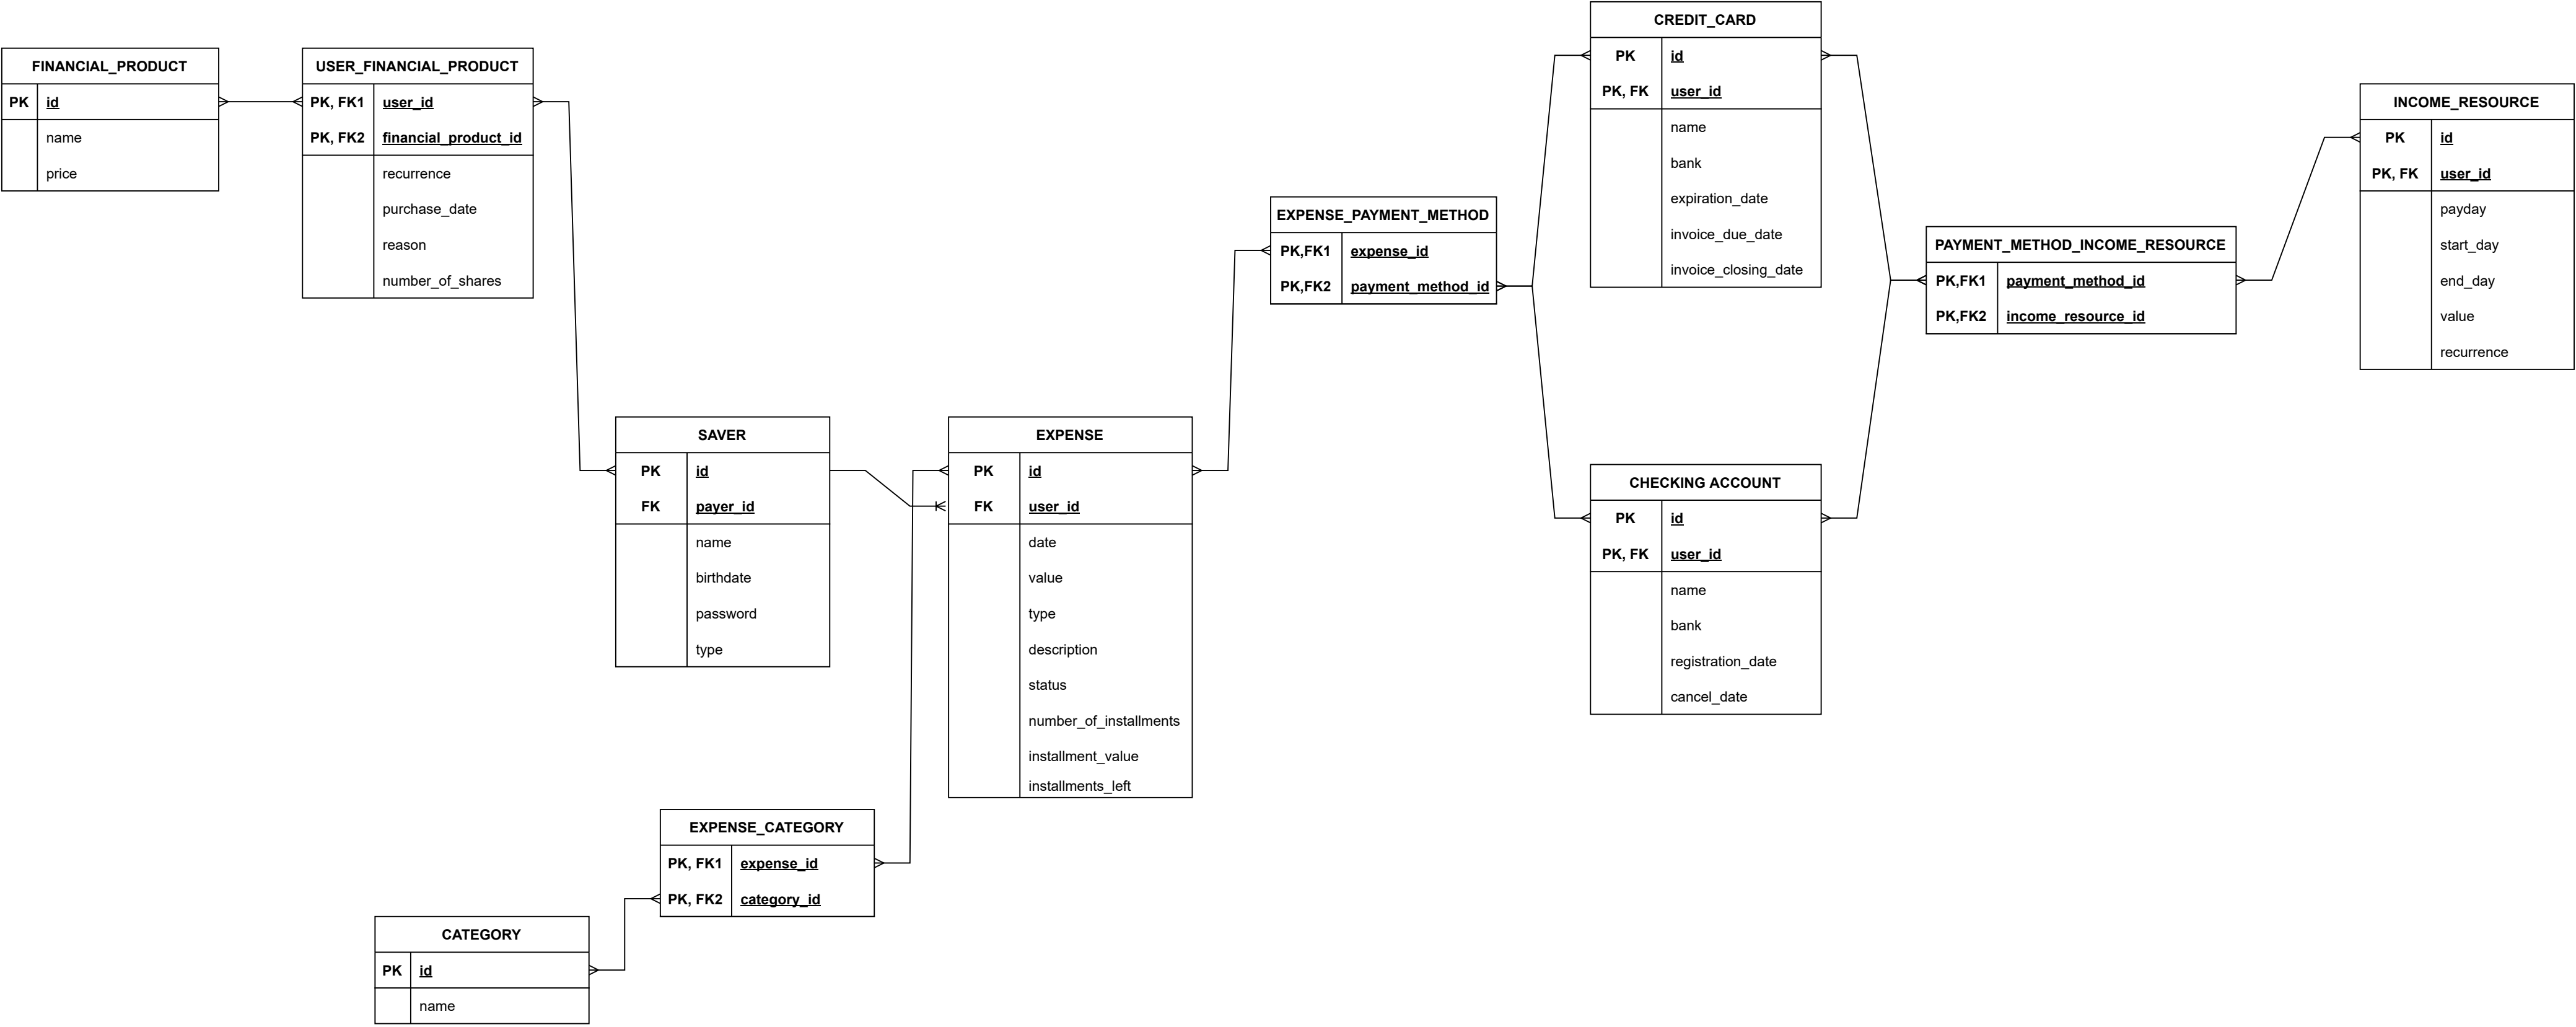 FINANCIAL_PRODUCT
PK id
name
price
USER_FINANCIAL_PRODUCT
PK, FK1 user_id
PK, FK2 financial_product_id
recurrence
purchase_date
reason
number_of_shares
SAVER
PK id
FK payer_id
name
birthdate
password
type
EXPENSE
PK id
FK user_id
date
value
type
description
status
number_of_installments
installment_value
installments_left
EXPENSE_CATEGORY
PK, FK1 expense_id
PK, FK2 category_id
CATEGORY
PK id
name
EXPENSE_PAYMENT_METHOD
PK,FK1 expense_id
PK,FK2 payment_method_id
CREDIT_CARD
PK id
PK, FK user_id
name
bank
expiration_date
invoice_due_date
invoice_closing_date
CHECKING ACCOUNT
PK id
PK, FK user_id
name
bank
registration_date
cancel_date
PAYMENT_METHOD_INCOME_RESOURCE
PK,FK1 payment_method_id
PK,FK2 income_resource_id
INCOME_RESOURCE
PK id
PK, FK user_id
payday
start_day
end_day
value
recurrence